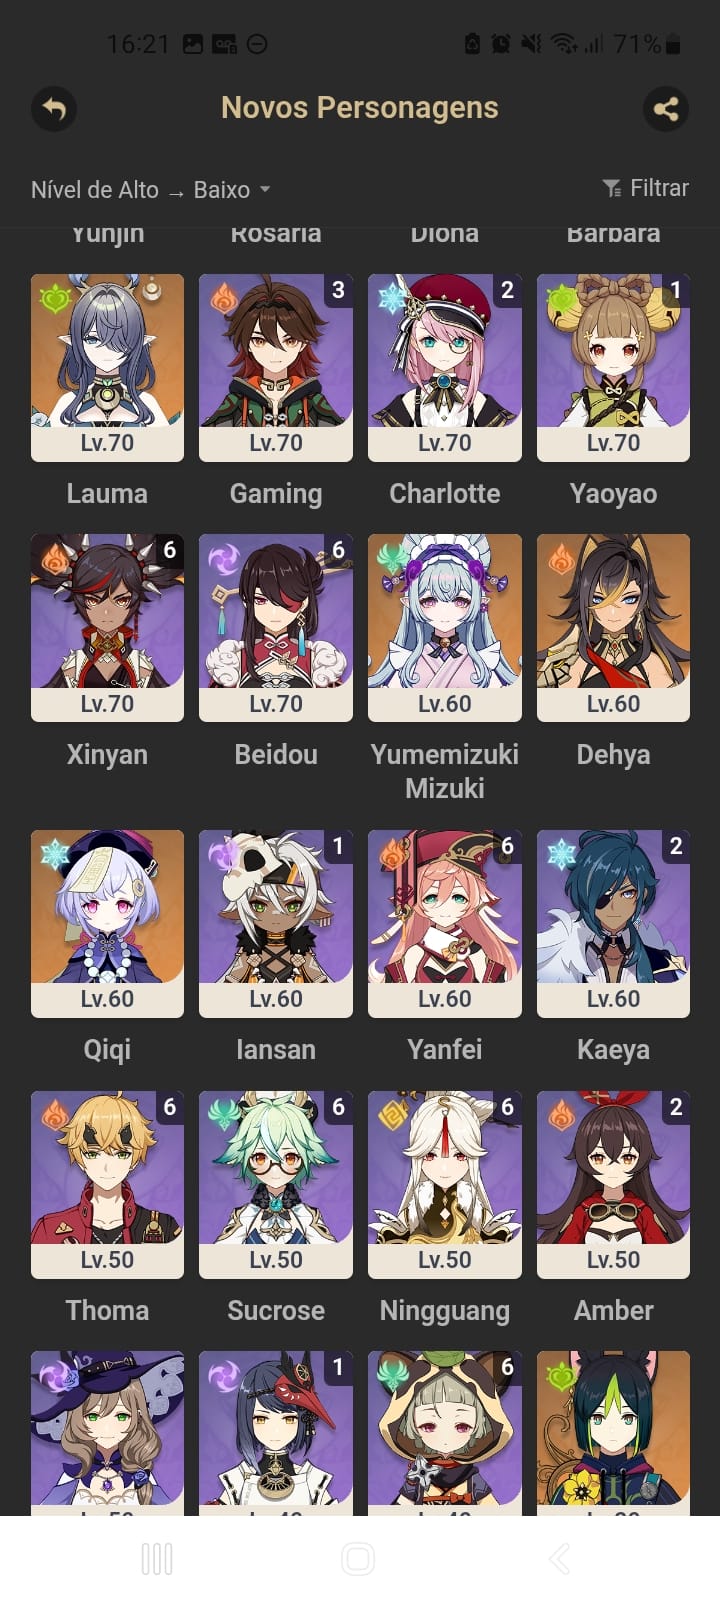 16:21
71%
Novos Personagens
Nível de Alto → Baixo
Filtrar
Yunjin Rosaria Diona Barbara
3 2 1
Lv.70 Lv.70 Lv.70 Lv.70
Lauma Gaming Charlotte Yaoyao
6 6
Lv.70 Lv.70 Lv.60 Lv.60
Xinyan Beidou Yumemizuki Dehya
Mizuki
1 6 2
Lv.60 Lv.60 Lv.60 Lv.60
Qiqi Iansan Yanfei Kaeya
6 6 6 2
Lv.50 Lv.50 Lv.50 Lv.50
Thoma Sucrose Ningguang Amber
1 6